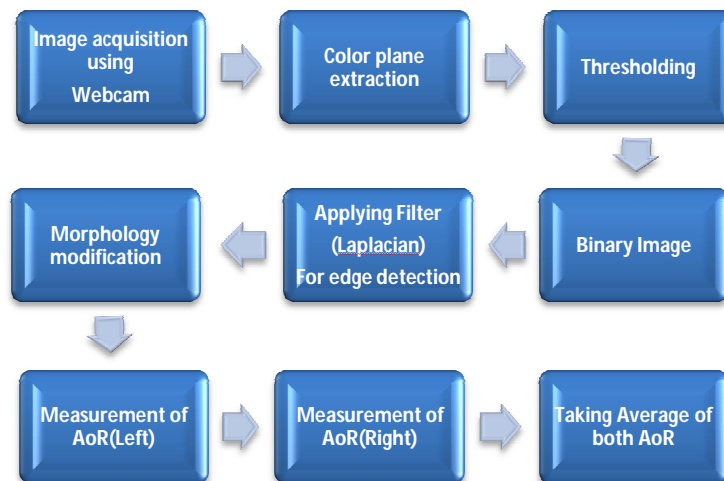 Image acquisition
using
Webcam
Color plane
extraction
Thresholding
Morphology
modification
Applying Filter
(Laplacian)
For edge detection
Binary Image
Measurement of
AoR(Left)
Measurement of
AoR(Right)
Taking Average of
both AoR